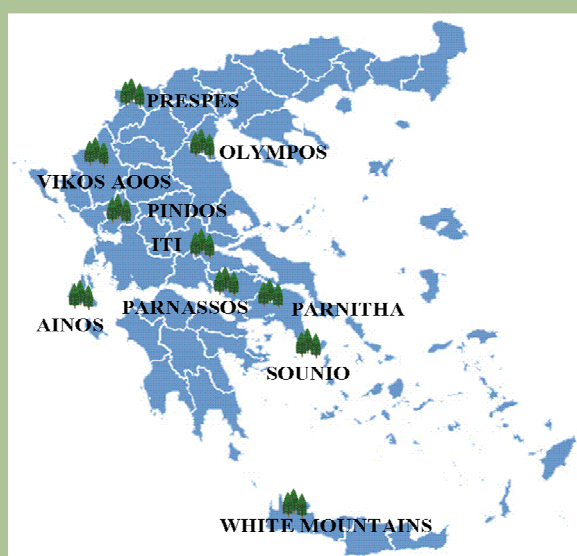 PRESPES
OLYMPOS
VIKOS AOOS
PINDOS
ITI
PARNASSOS
PARNITHA
AINOS
SOUNIO
WHITE MOUNTAINS